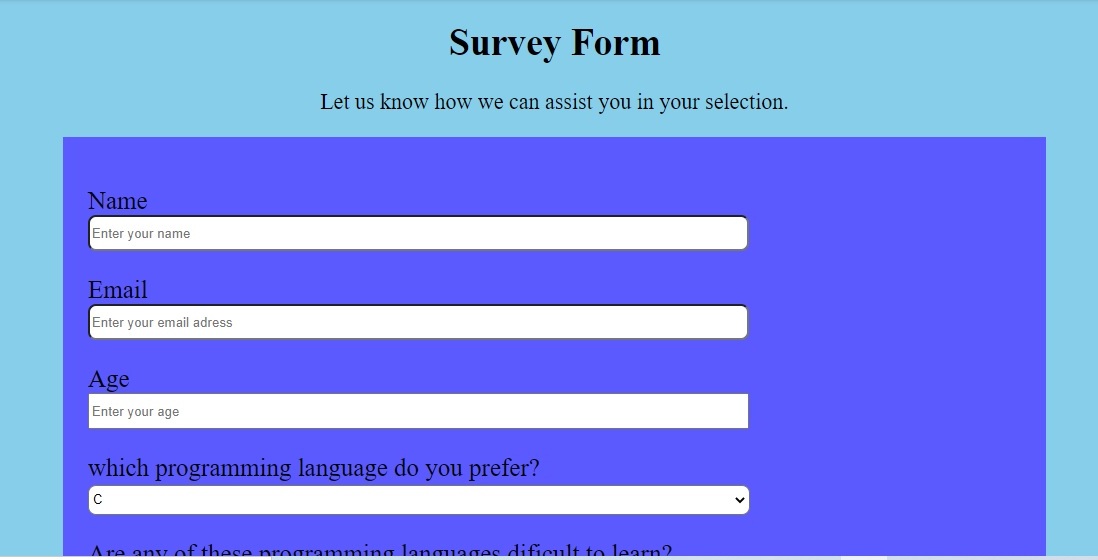 Survey Form
Let us know how we can assist you in your selection.
Name
Enter your name
Email
Enter your email adress
Age
Enter your age
which programming language do you prefer?
C
Are any of these programming languages dificult to learn?